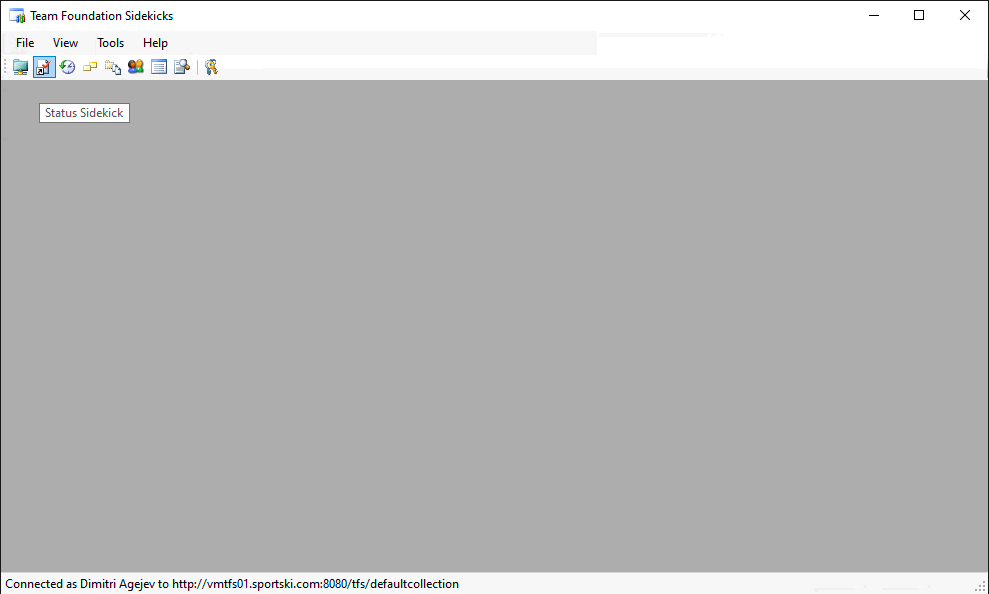 Team Foundation Sidekicks
File View Tools Help
Status Sidekick
Connected as Dimitri Agejev to http://vmtfs01.sportski.com:8080/tfs/defaultcollection